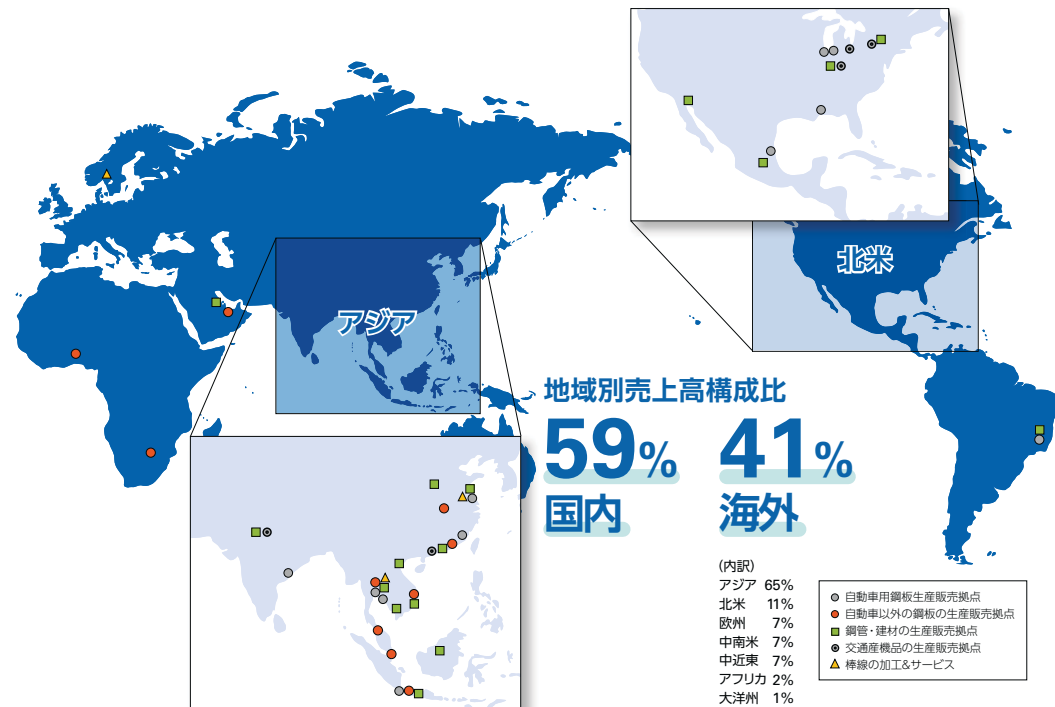 北米
アジア
地域別売上高構成比
59% 41%
国内 海外
(内訳)
アジア 65%
北米 11%
欧州 7%
中南米 7%
中近東 7%
アフリカ 2%
大洋州 1%
自動車用鋼板生産販売拠点
自動車以外の鋼板の生産販売拠点
鋼管・建材の生産販売拠点
交通産機品の生産販売拠点
棒線の加工&サービス